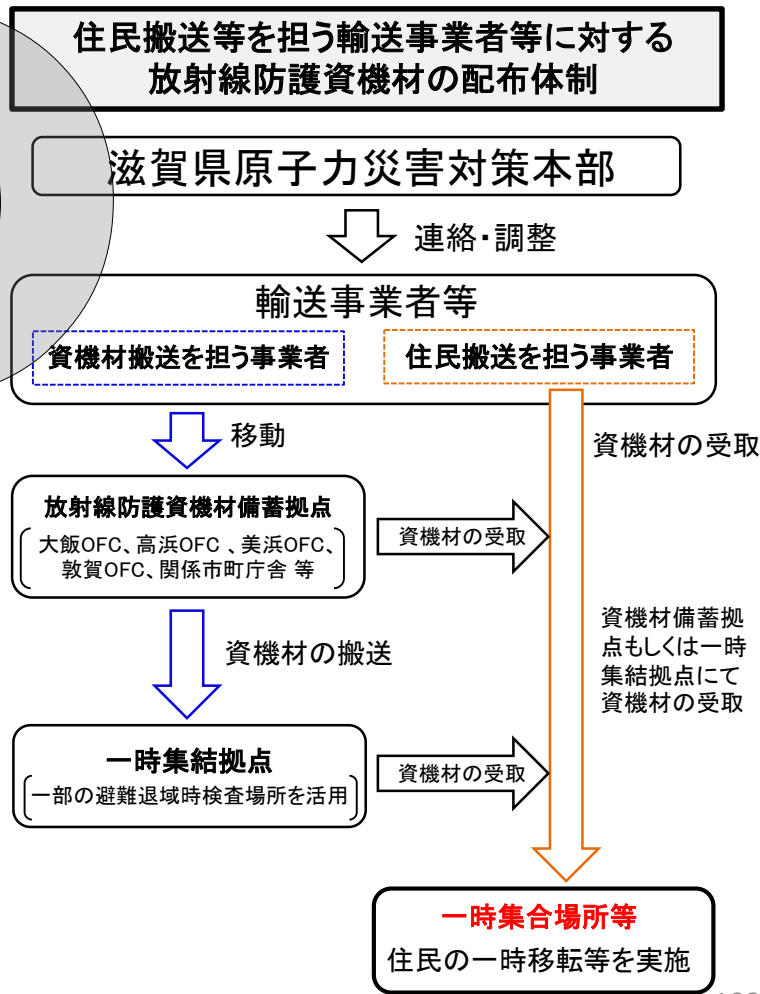 住民搬送等を担う輸送事業者等に対する
放射線防護資機材の配布体制
滋賀県原子力災害対策本部
連絡・調整
輸送事業者等
資機材搬送を担う事業者
住民搬送を担う事業者
移動
資機材の受取
放射線防護資機材備蓄拠点
大飯OFC、高浜OFC 、美浜OFC、
敦賀OFC、関係市町庁舎 等
資機材の受取
資機材の搬送
資機材備蓄拠
点もしくは一時
集結拠点にて
資機材の受取
一時集結拠点
一部の避難退域時検査場所を活用
資機材の受取
一時集合場所等
住民の一時移転等を実施